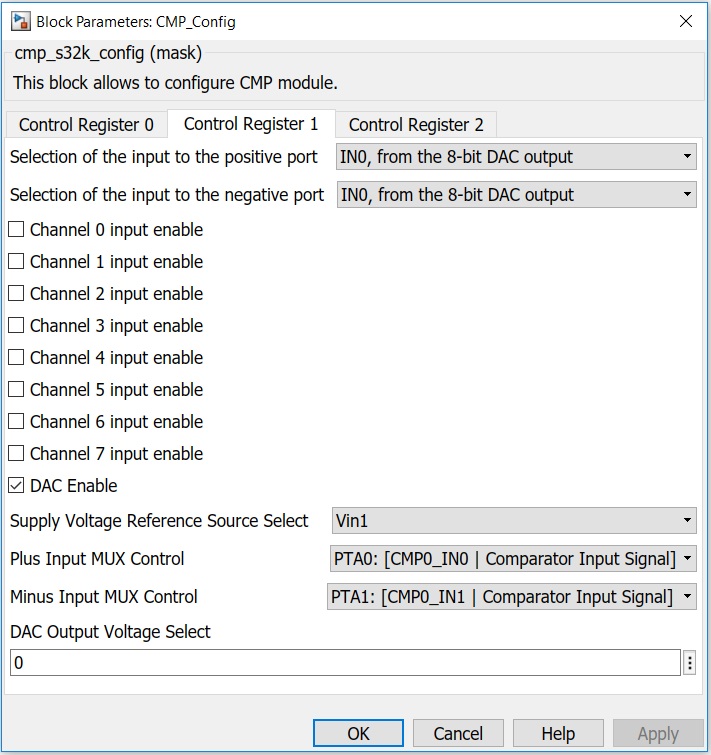 Block Parameters: CMP_Config
cmp_s32k_config (mask)
This block allows to configure CMP module.
Control Register 0 Control Register 1 Control Register 2
Selection of the input to the positive port IN0, from the 8-bit DAC output
Selection of the input to the negative port IN0, from the 8-bit DAC output
Channel 0 input enable
Channel 1 input enable
Channel 2 input enable
Channel 3 input enable
Channel 4 input enable
Channel 5 input enable
Channel 6 input enable
Channel 7 input enable
DAC Enable
Supply Voltage Reference Source Select Vin1
Plus Input MUX Control PTA0: [CMP0_IN0 | Comparator Input Signal]
Minus Input MUX Control PTA1: [CMP0_IN1 | Comparator Input Signal]
DAC Output Voltage Select
0
OK Cancel Help Apply